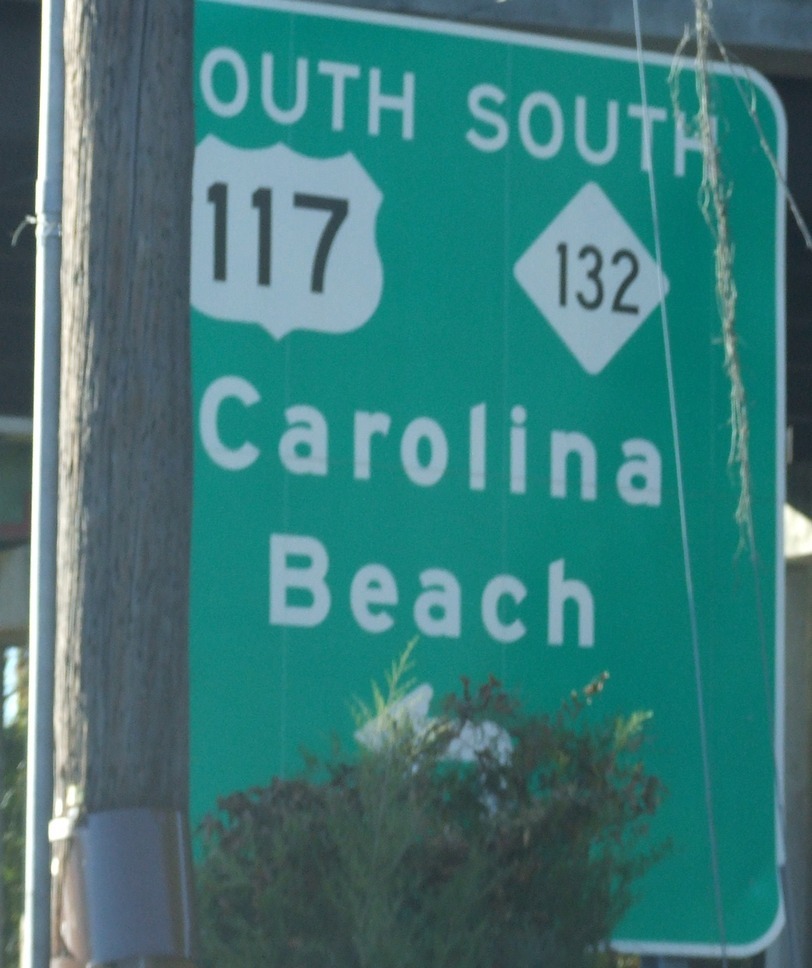 OUTH SOUTH
117 132
Carolina
Beach